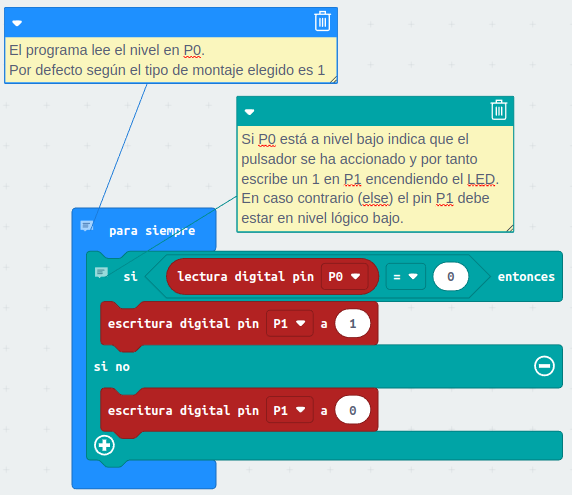 El programa lee el nivel en P0.
Por defecto según el tipo de montaje elegido es 1
Si P0 está a nivel bajo indica que el
pulsador se ha accionado y por tanto
escribe un 1 en P1 encendiendo el LED.
En caso contrario (else) el pin P1 debe
estar en nivel lógico bajo.
para siempre
si lectura digital pin P0 = 0 entonces
escritura digital pin P1 a 1
si no
escritura digital pin P1 a 0